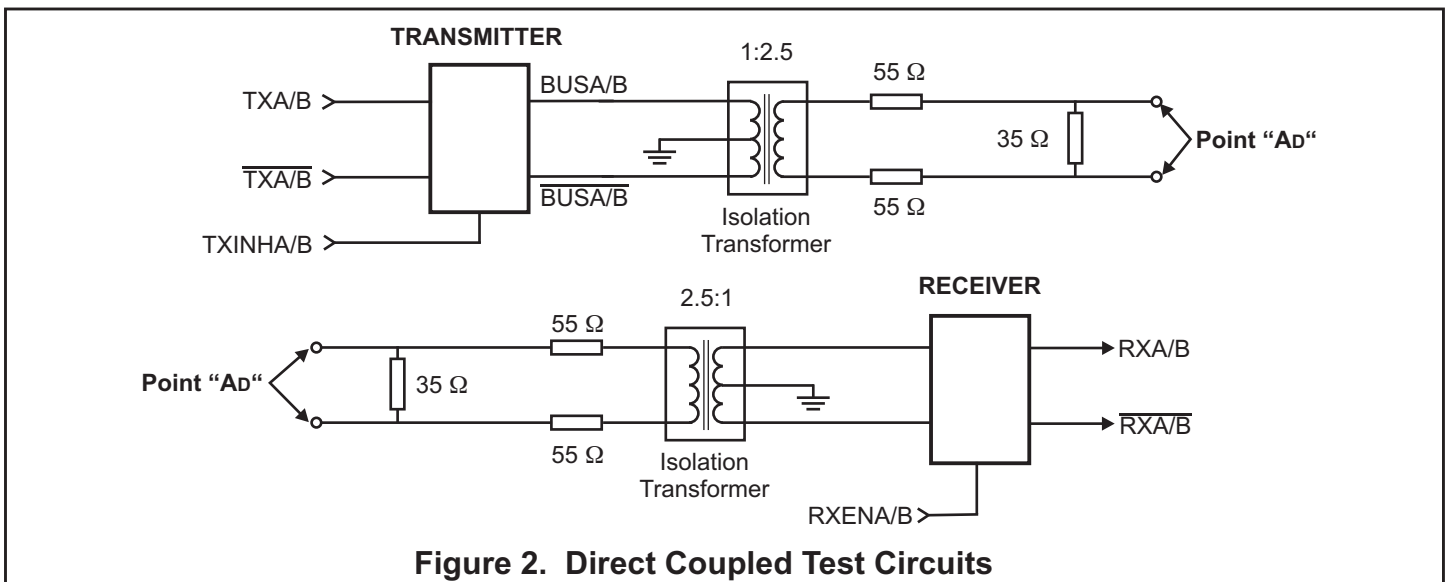 TRANSMITTER
1:2.5
55 Ω
TXA/B
BUSA/B
35 Ω
Point “AD“
TXA/B
BUSA/B
55 Ω
Isolation
Transformer
TXINHA/B
RECEIVER
2.5:1
55 Ω
RXA/B
Point “AD“
35 Ω
RXA/B
55 Ω
Isolation
Transformer
RXENA/B
Figure 2. Direct Coupled Test Circuits